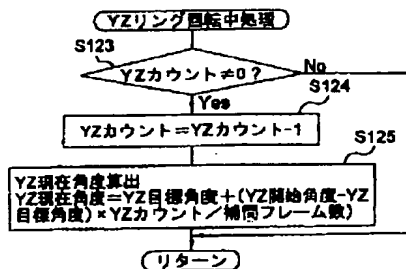 YZリング回転中処理
S123
YZカウント≠0?
No
Yes
S124
YZカウント=YZカウント-1
S125
YZ現在角度算出
YZ現在角度=YZ目標角度+(YZ開始角度-YZ
目標角度)×YZカウント/補間フレーム数)
リターン